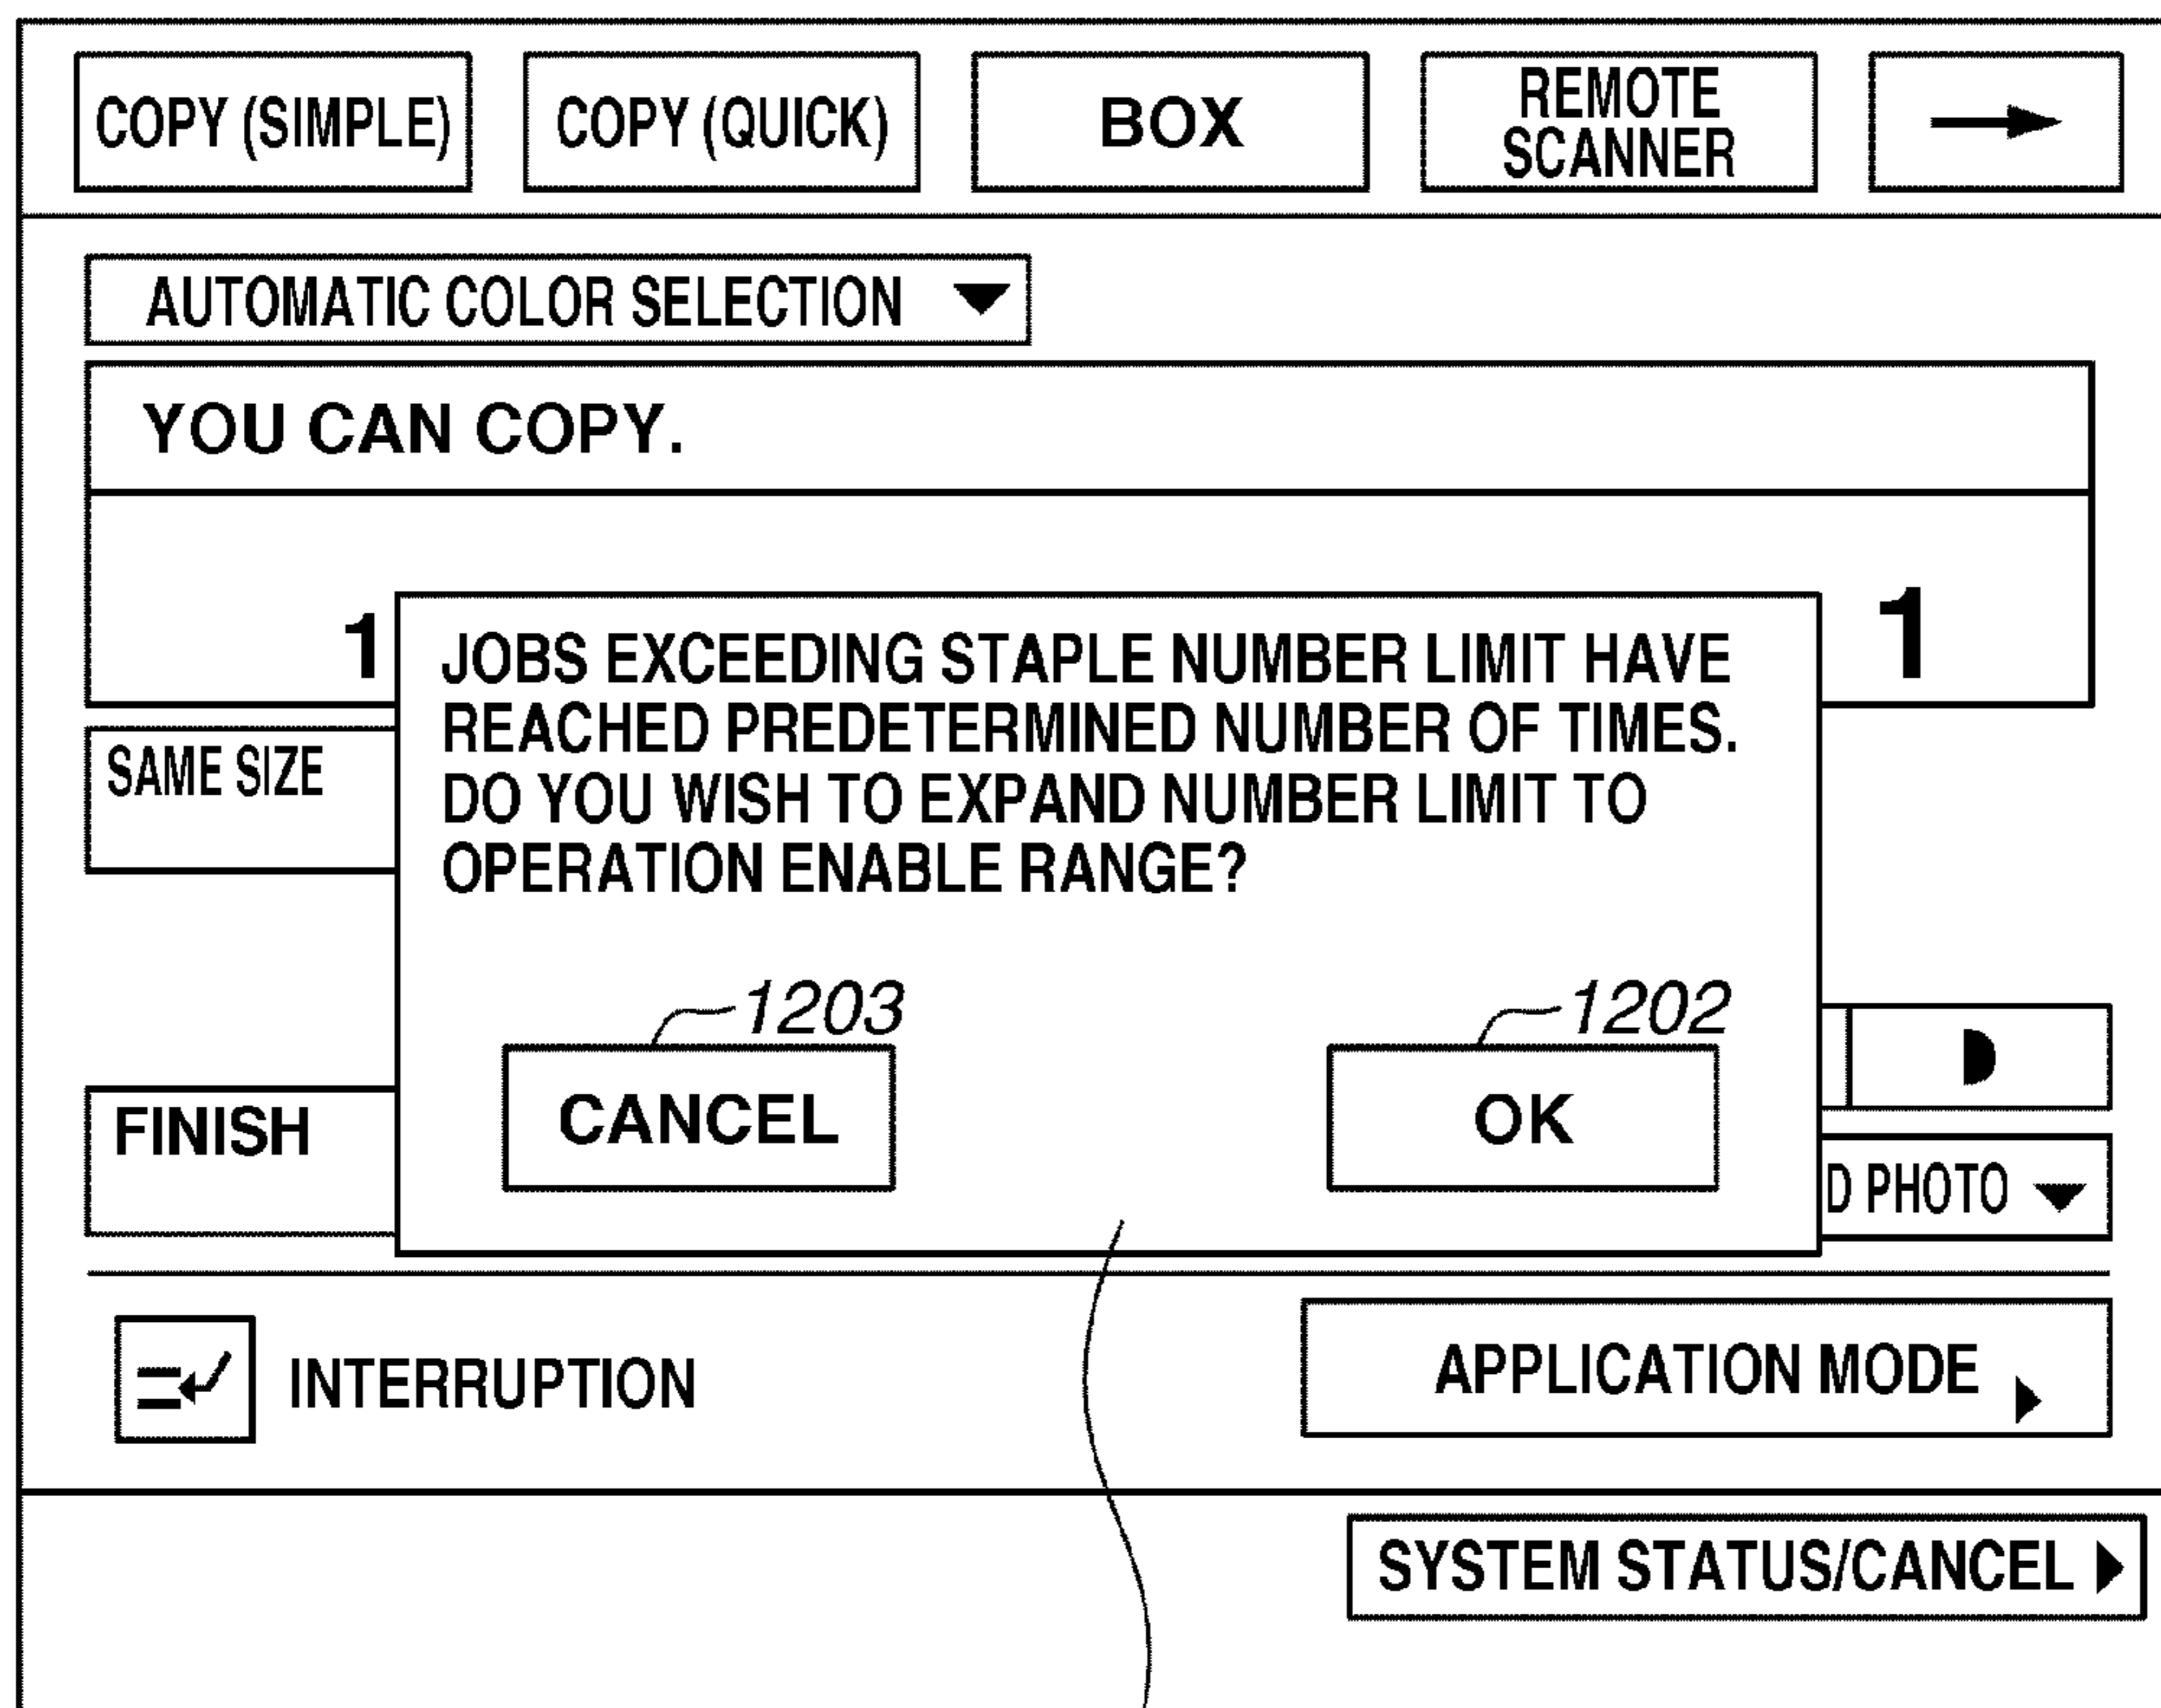 COPY (SIMPLE)
COPY (QUICK)
BOX
REMOTE
SCANNER
AUTOMATIC COLOR SELECTION
YOU CAN COPY.
1
1
JOBS EXCEEDING STAPLE NUMBER LIMIT HAVE
REACHED PREDETERMINED NUMBER OF TIMES.
DO YOU WISH TO EXPAND NUMBER LIMIT TO
OPERATION ENABLE RANGE?
SAME SIZE
1203
1202
CANCEL
OK
FINISH
D PHOTO
INTERRUPTION
APPLICATION MODE
SYSTEM STATUS/CANCEL